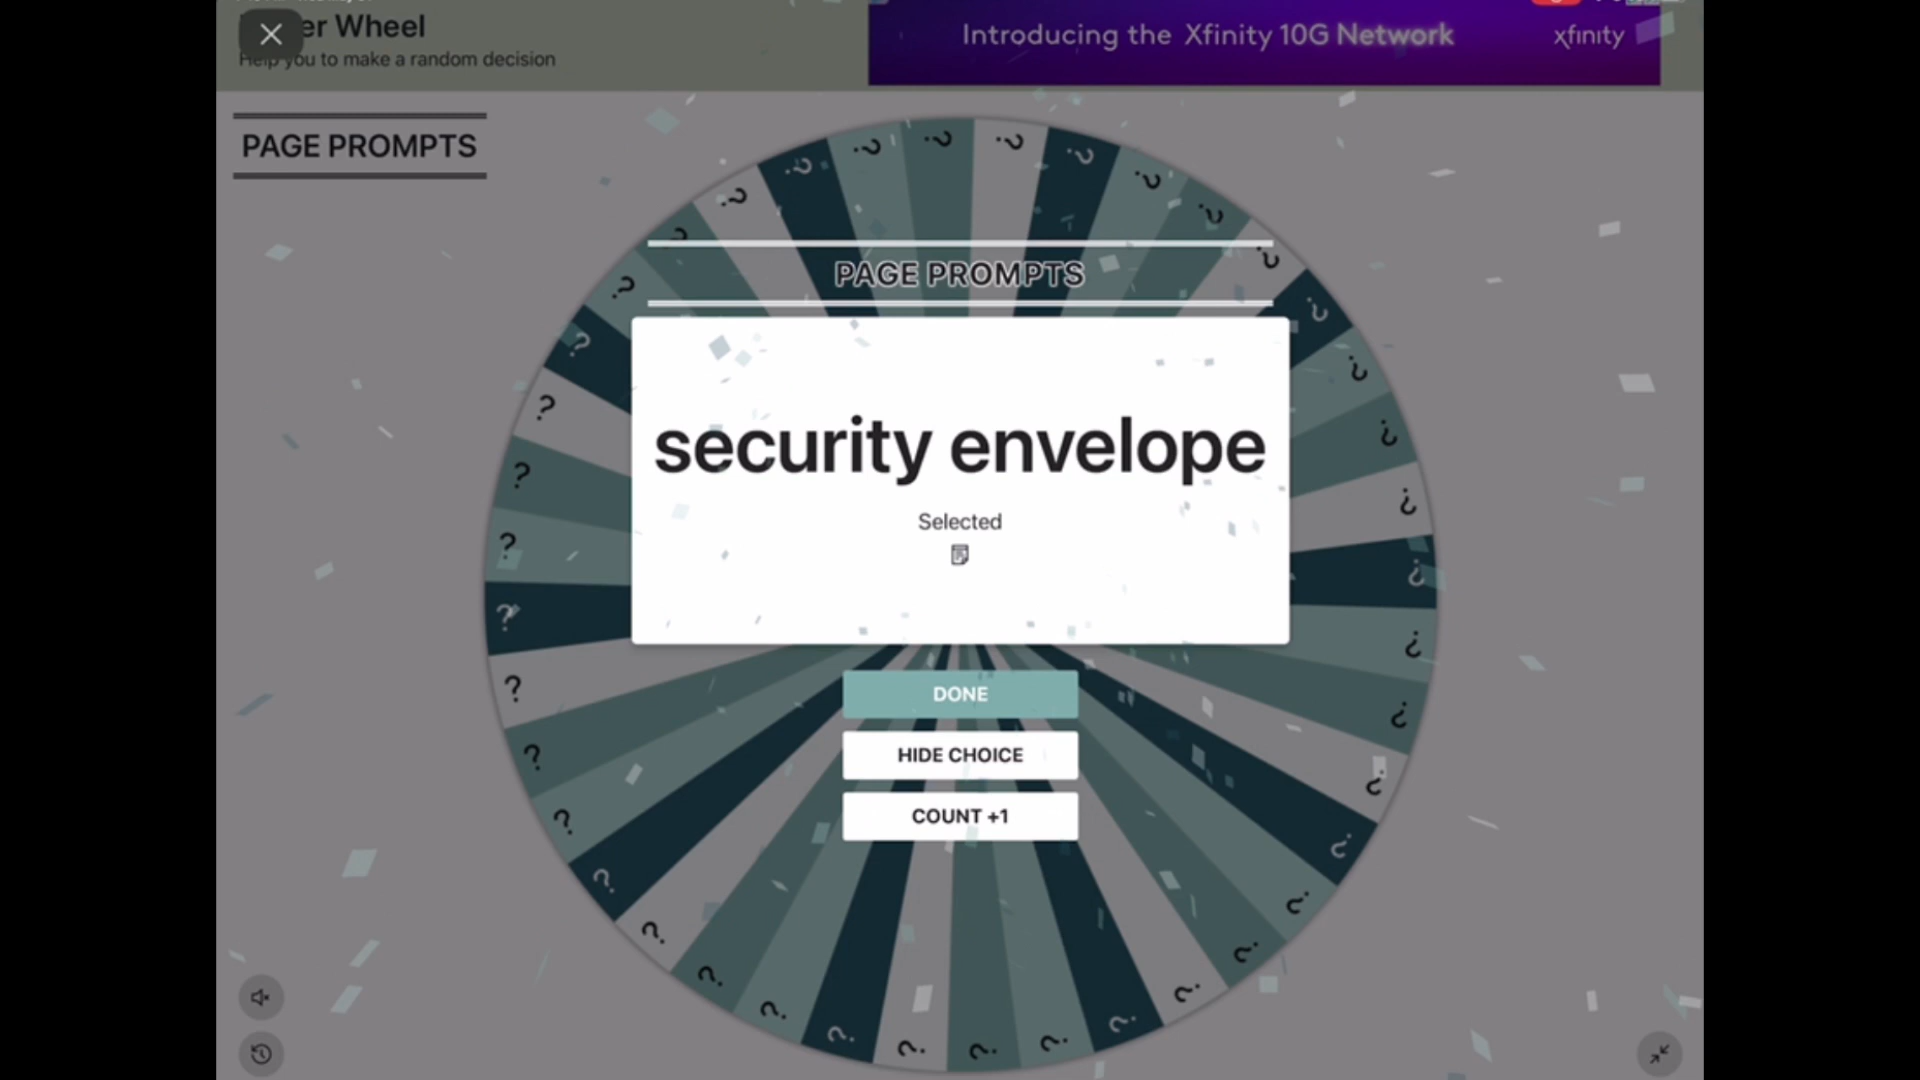 er Wheel
Help you to make a random decision
Introducing the Xfinity 10G Network
xfinity
PAGE PROMPTS
PAGE PROMPTS
security envelope
Selected
DONE
HIDE CHOICE
COUNT +1